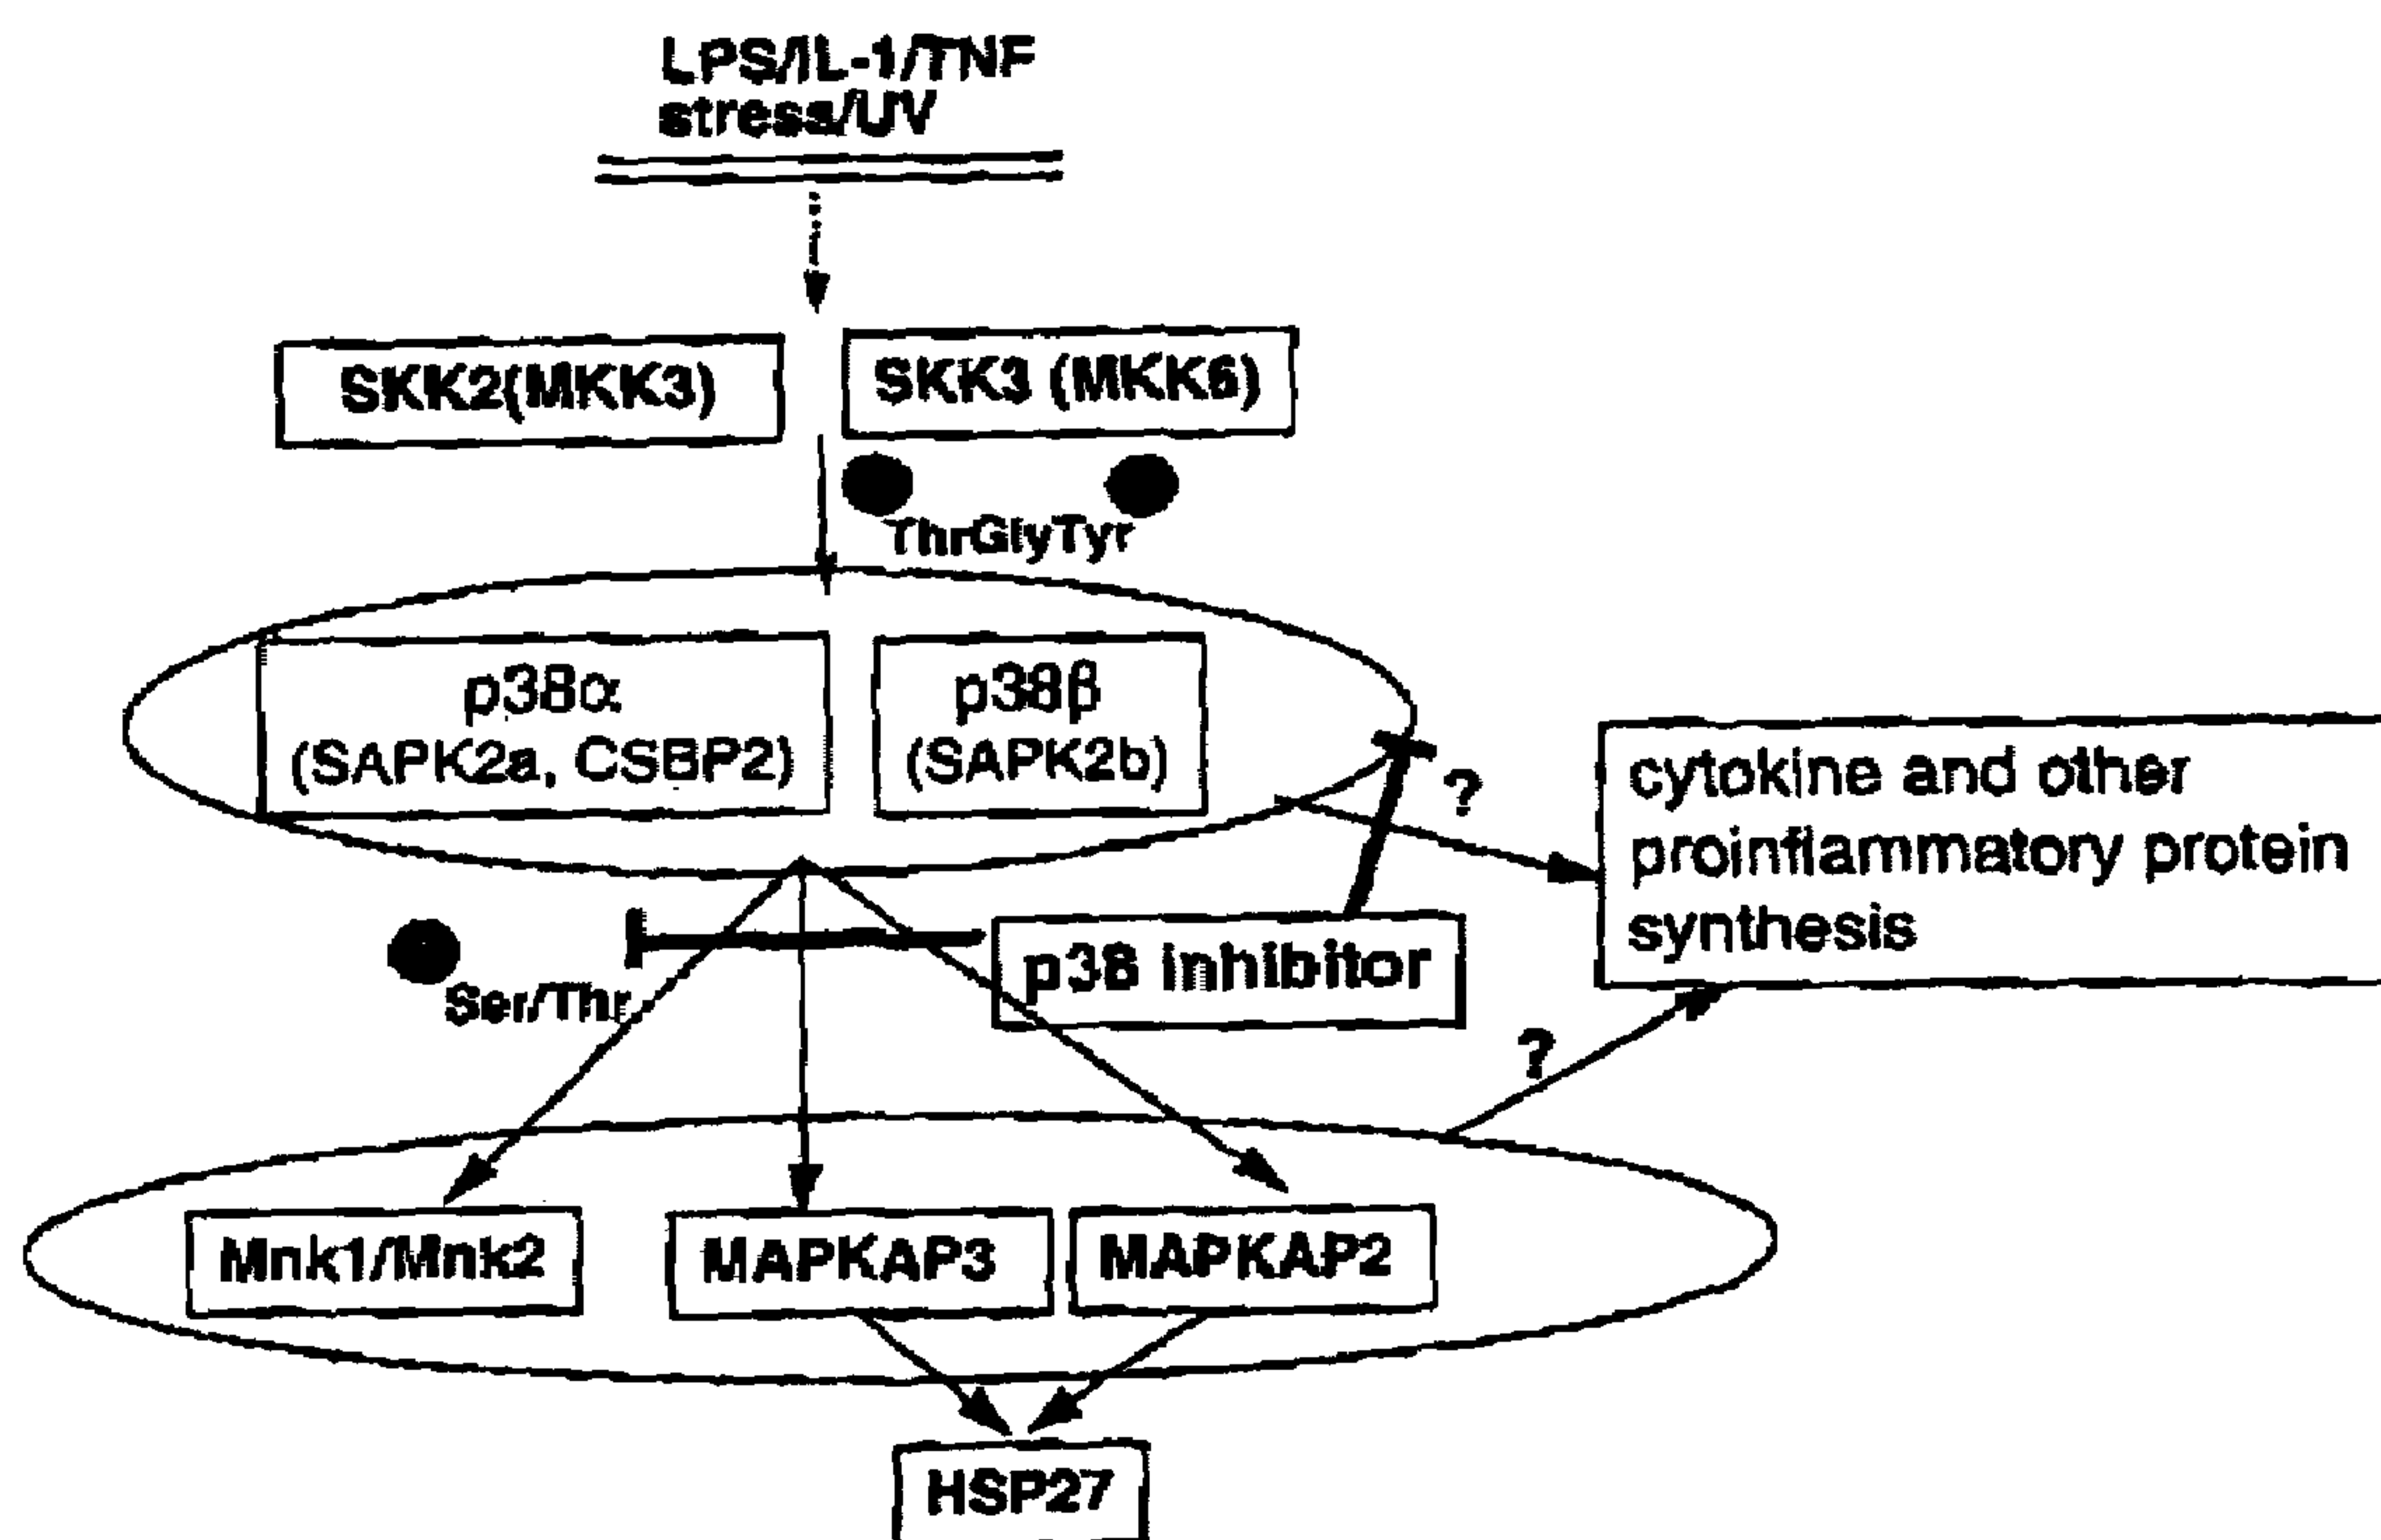 LPS/IL-1/TNF
stress/UV
SKK2(MKK3)
SKK3 (MKK6)
ThrGlyTyr
p38α
(SAPK2a, CSBP2)
p38β
(SAPK2b)
?
cytokine and other
proinflammatory protein
synthesis
p38 inhibitor
Ser/Thr
?
Mnk1/Mnk2
MAPKAP3
MAPKAP2
HSP27